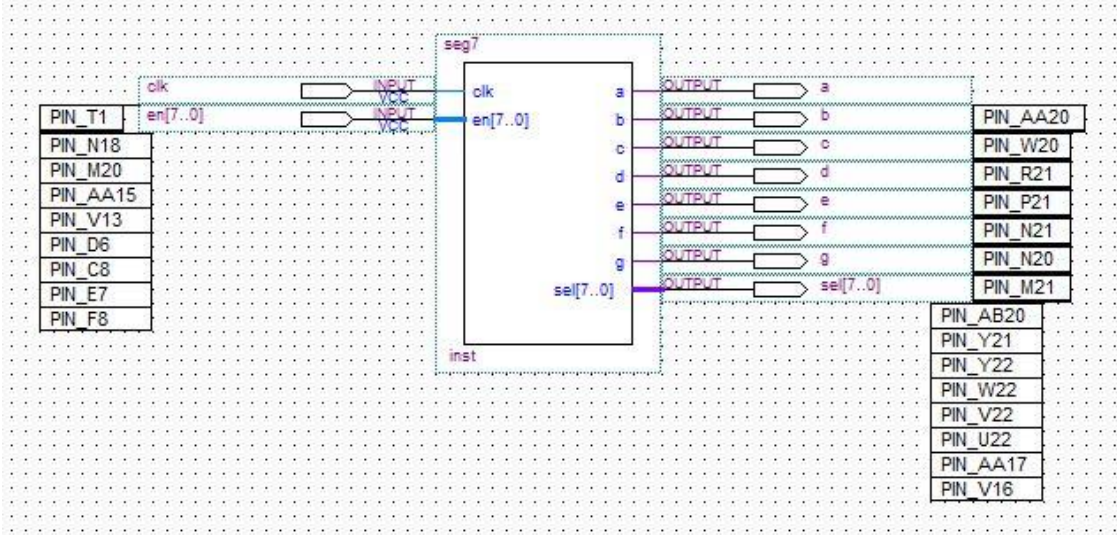 seg7
clk INPUT VCC clk a OUTPUT a
PIN_T1 en[7..0] INPUT VCC en[7..0] b OUTPUT b PIN_AA20
PIN_N18 c OUTPUT c PIN_W20
PIN_M20 d OUTPUT d PIN_R21
PIN_AA15 e OUTPUT e PIN_P21
PIN_V13 f OUTPUT f PIN_N21
PIN_D6 g OUTPUT g PIN_N20
PIN_C8 sel[7..0] OUTPUT sel[7..0] PIN_M21
PIN_E7
PIN_F8 PIN_AB20
inst PIN_Y21
PIN_Y22
PIN_W22
PIN_V22
PIN_U22
PIN_AA17
PIN_V16